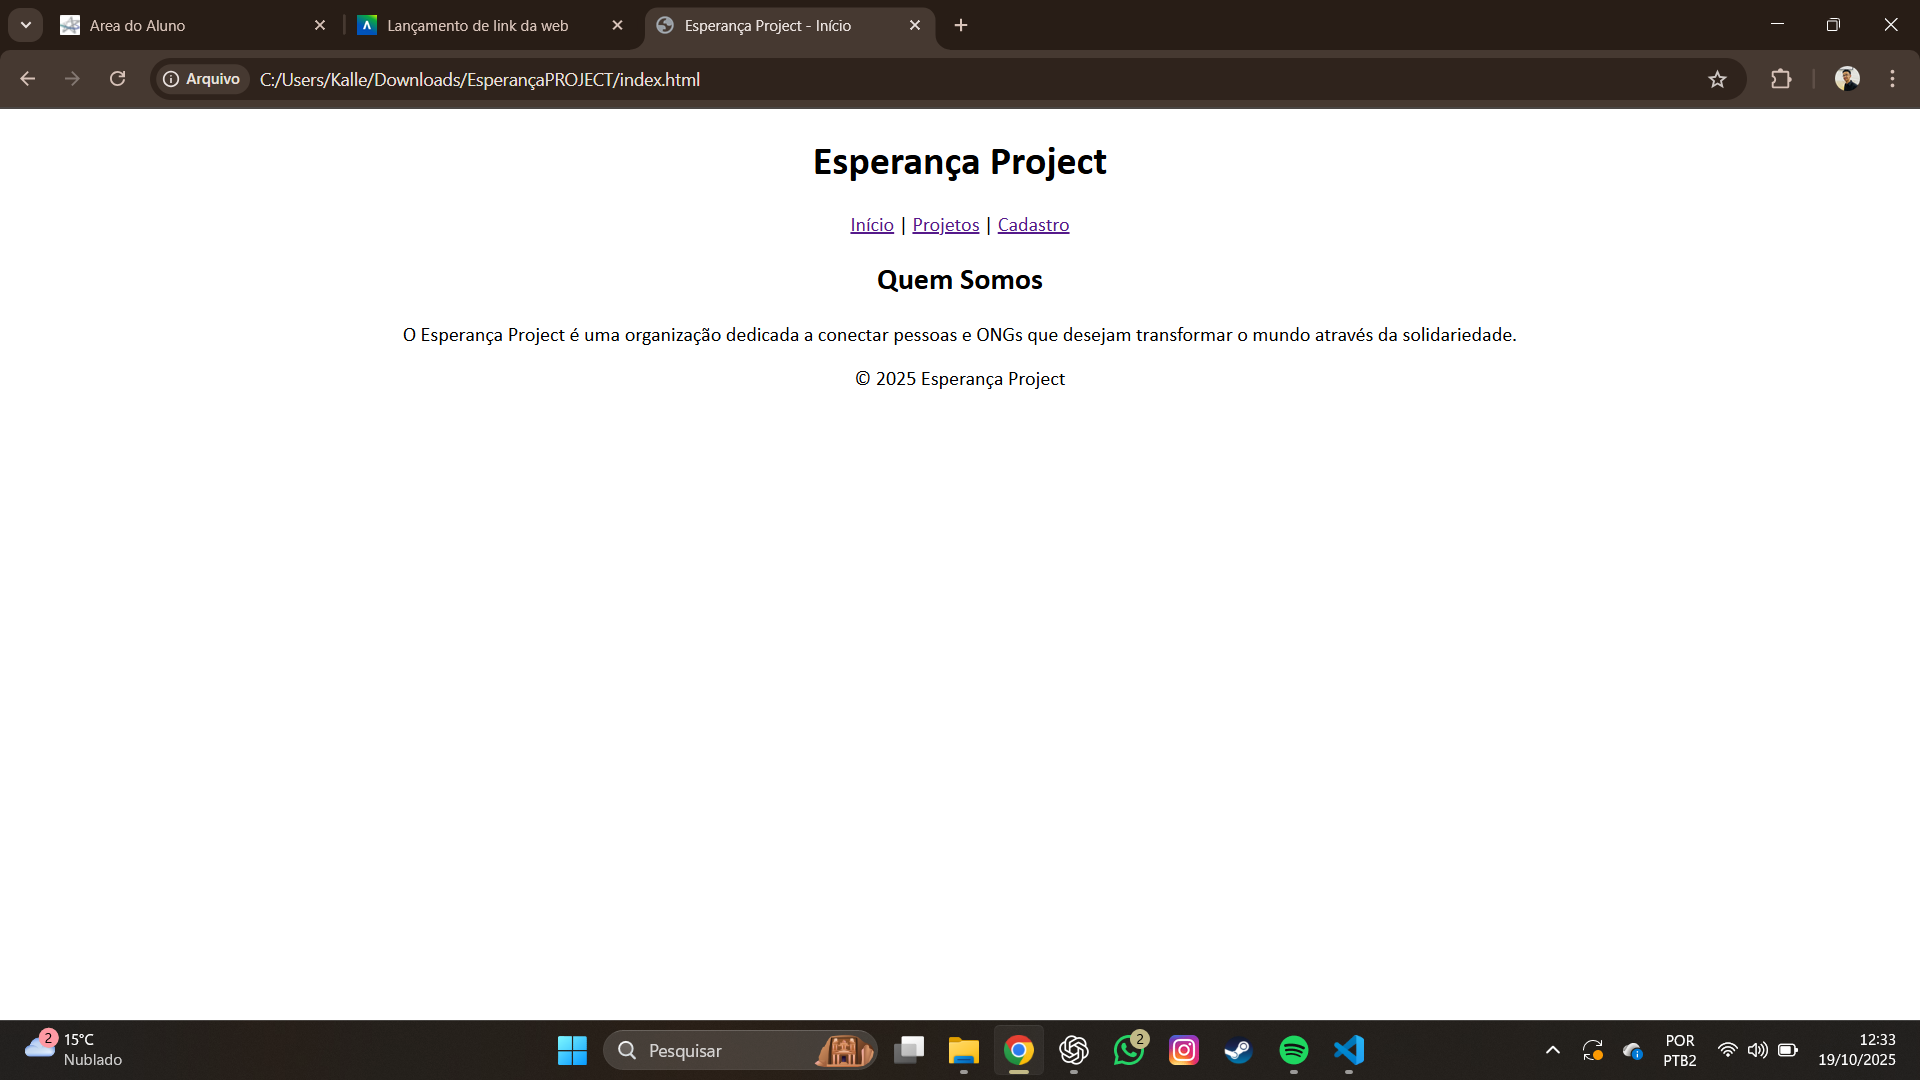 Area do Aluno
Lançamento de link da web
Esperança Project - Início
Arquivo
C:/Users/Kalle/Downloads/EsperançaPROJECT/index.html
Esperança Project
Início | Projetos | Cadastro
Quem Somos
O Esperança Project é uma organização dedicada a conectar pessoas e ONGs que desejam transformar o mundo através da solidariedade.
© 2025 Esperança Project
2
15°C
Nublado
Pesquisar
2
POR
PTB2
12:33
19/10/2025